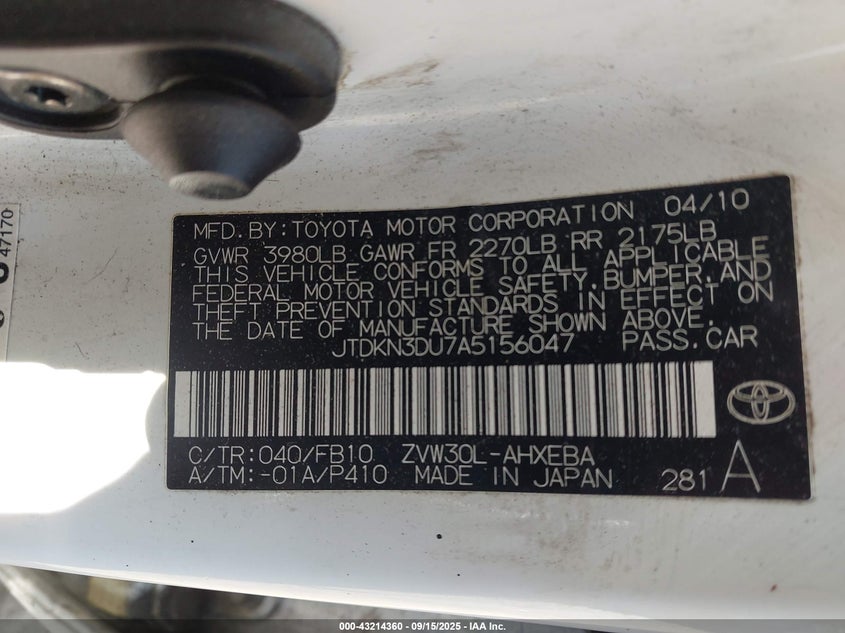 MFD.BY:TOYOTA MOTOR CORPORATION 04/10
GVWR 3980LB GAWR FR 2270LB RR 2175LB
THIS VEHICLE CONFORMS TO ALL APPLICABLE
FEDERAL MOTOR VEHICLE SAFETY,BUMPER,AND
THEFT PREVENTION STANDARDS IN EFFECT ON
THE DATE OF MANUFACTURE SHOWN ABOVE.
JTDKN3DU7A5156047 PASS.CAR
C/TR:040/FB10 ZVW30L-AHXEBA
A/TM:-01A/P410 MADE IN JAPAN 281 A
47170
000-43214360 - 09/15/2025 - IAA Inc.